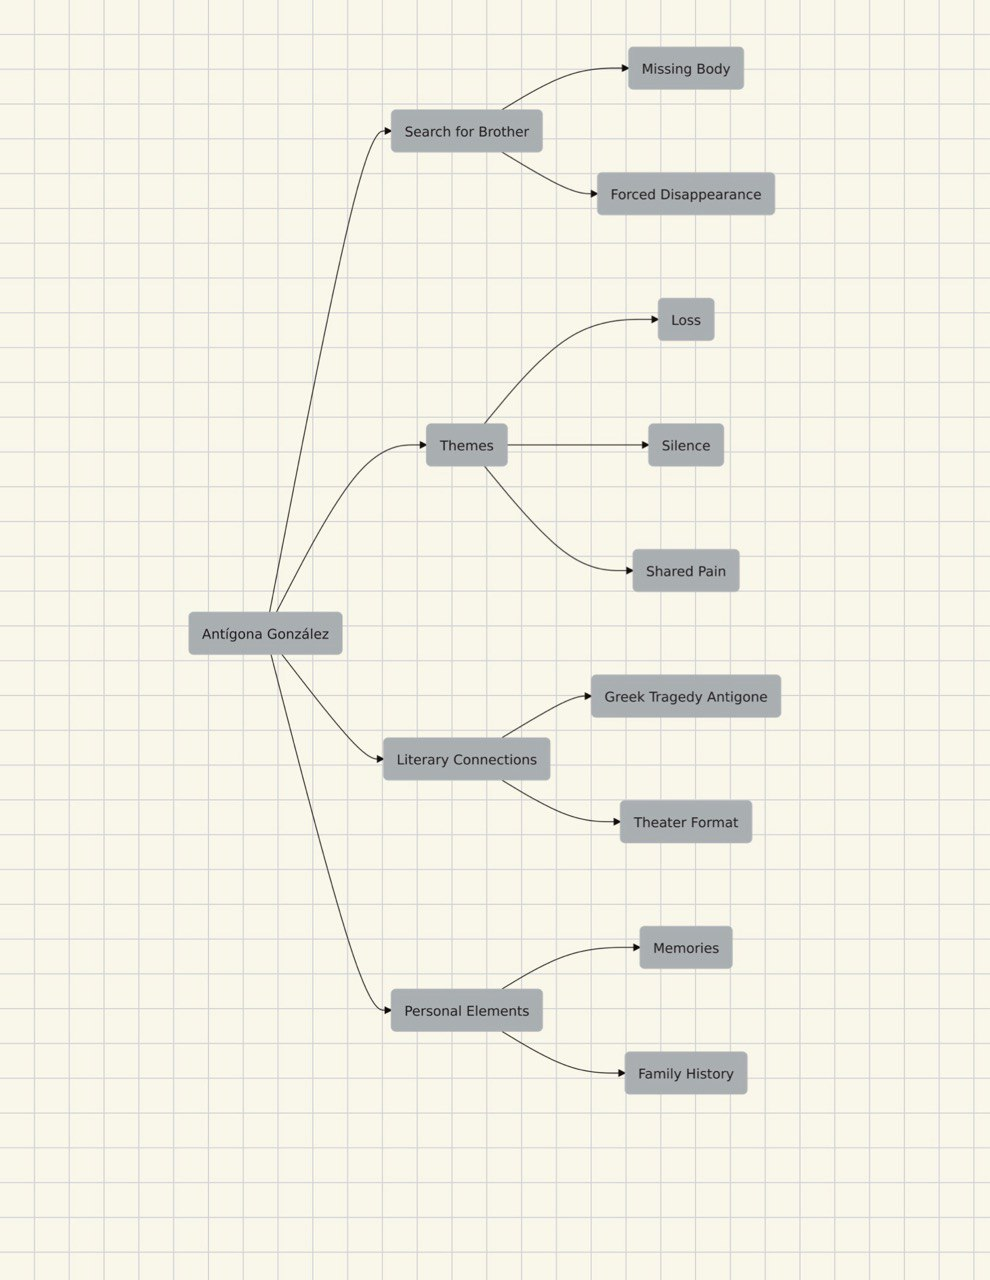 Missing Body
Search for Brother
Forced Disappearance
Loss
Themes
Silence
Shared Pain
Antígona González
Greek Tragedy Antigone
Literary Connections
Theater Format
Memories
Personal Elements
Family History